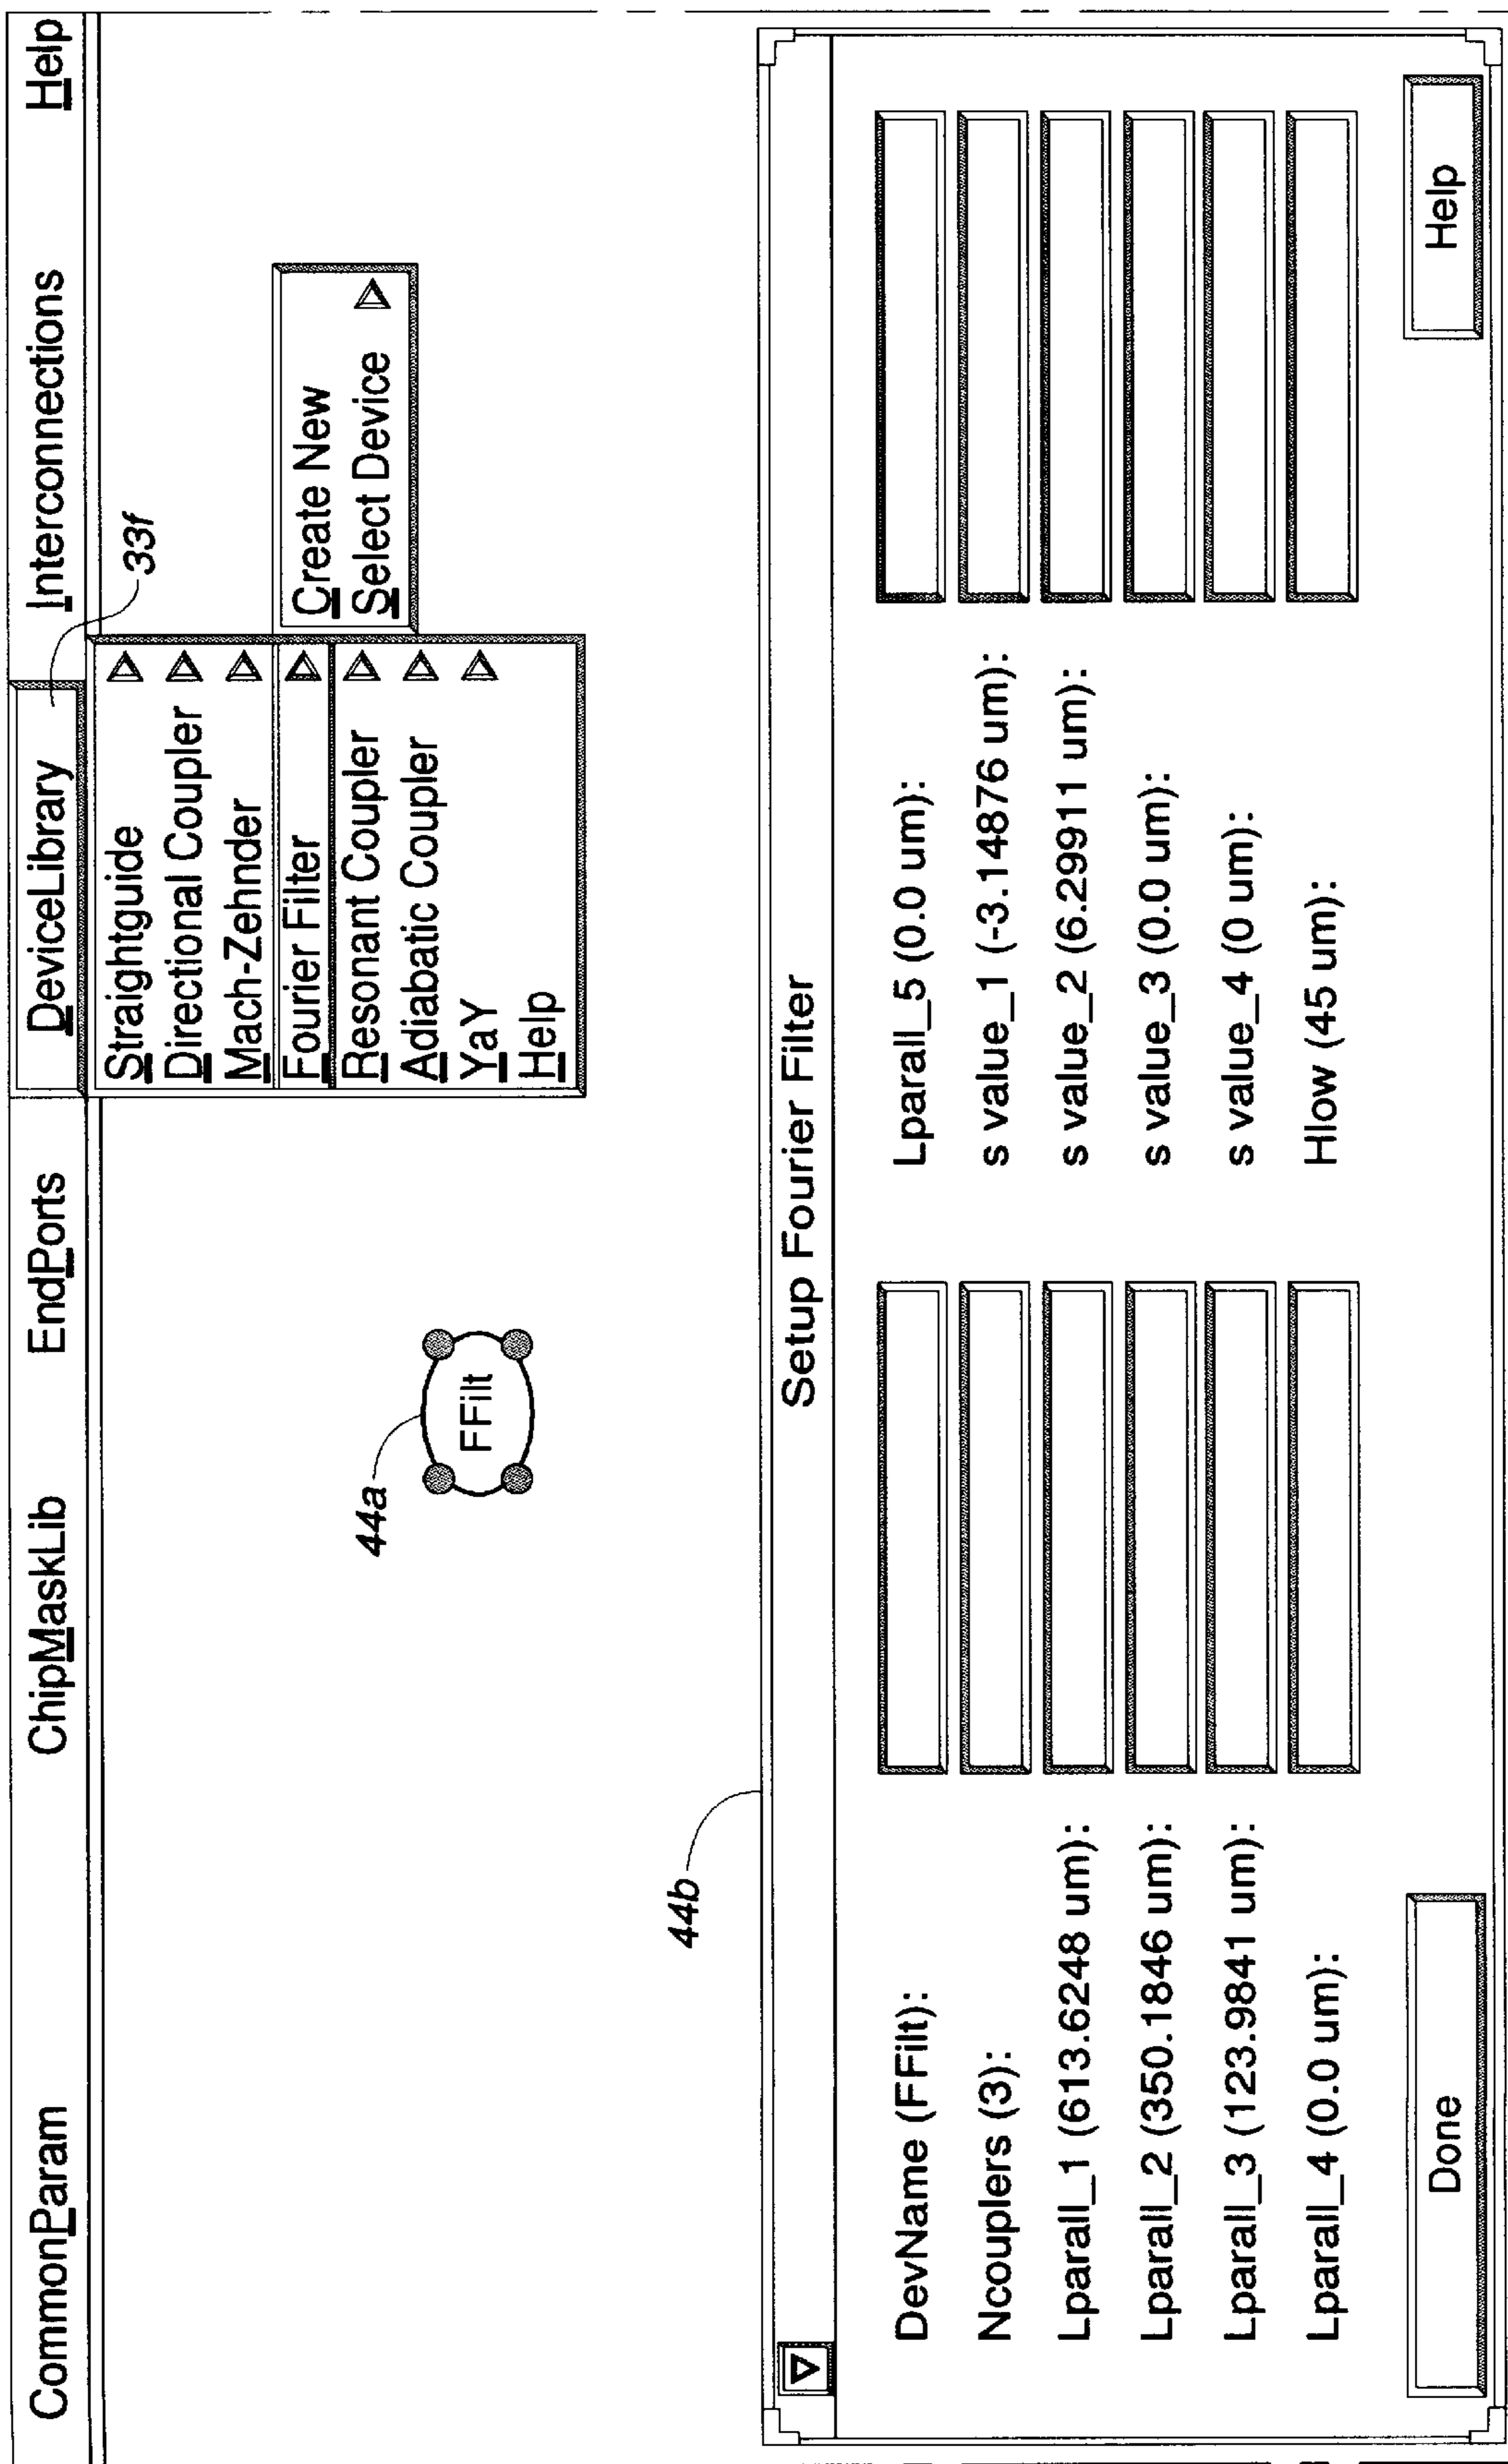 CommonParam ChipMaskLib EndPorts DeviceLibrary Interconnections Help
33f
Straightguide
Directional Coupler
Mach-Zehnder
Fourier Filter
Resonant Coupler
Adiabatic Coupler
YaY
Help
Create New
Select Device
44a
FFilt
44b
Setup Fourier Filter
DevName (FFilt):
Ncouplers (3):
Lparall_1 (613.6248 um):
Lparall_2 (350.1846 um):
Lparall_3 (123.9841 um):
Lparall_4 (0.0 um):
Lparall_5 (0.0 um):
s value_1 (-3.14876 um):
s value_2 (6.29911 um):
s value_3 (0.0 um):
s value_4 (0 um):
Hlow (45 um):
Done
Help